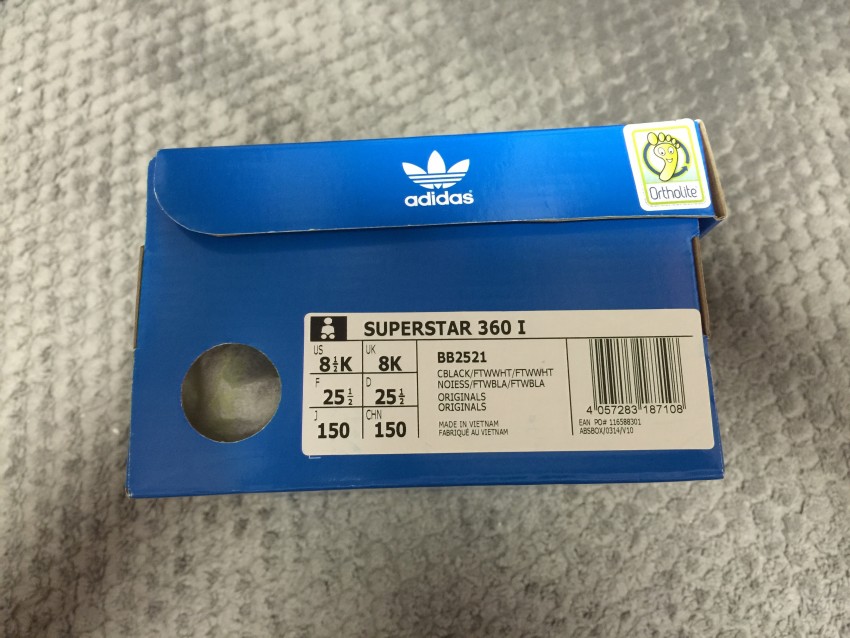 adidas
Ortholite
SUPERSTAR 360 I
US
8½K
UK
8K
F
25½
D
25½
J
150
CHN
150
BB2521
CBLACK/FTWWHT/FTWWHT
NOIESS/FTWBLA/FTWBLA
ORIGINALS
ORIGINALS
MADE IN VIETNAM
FABRIQUÉ AU VIETNAM
4 057283 187108
EAN PO# 116588301
ABSBOX/0314/V10